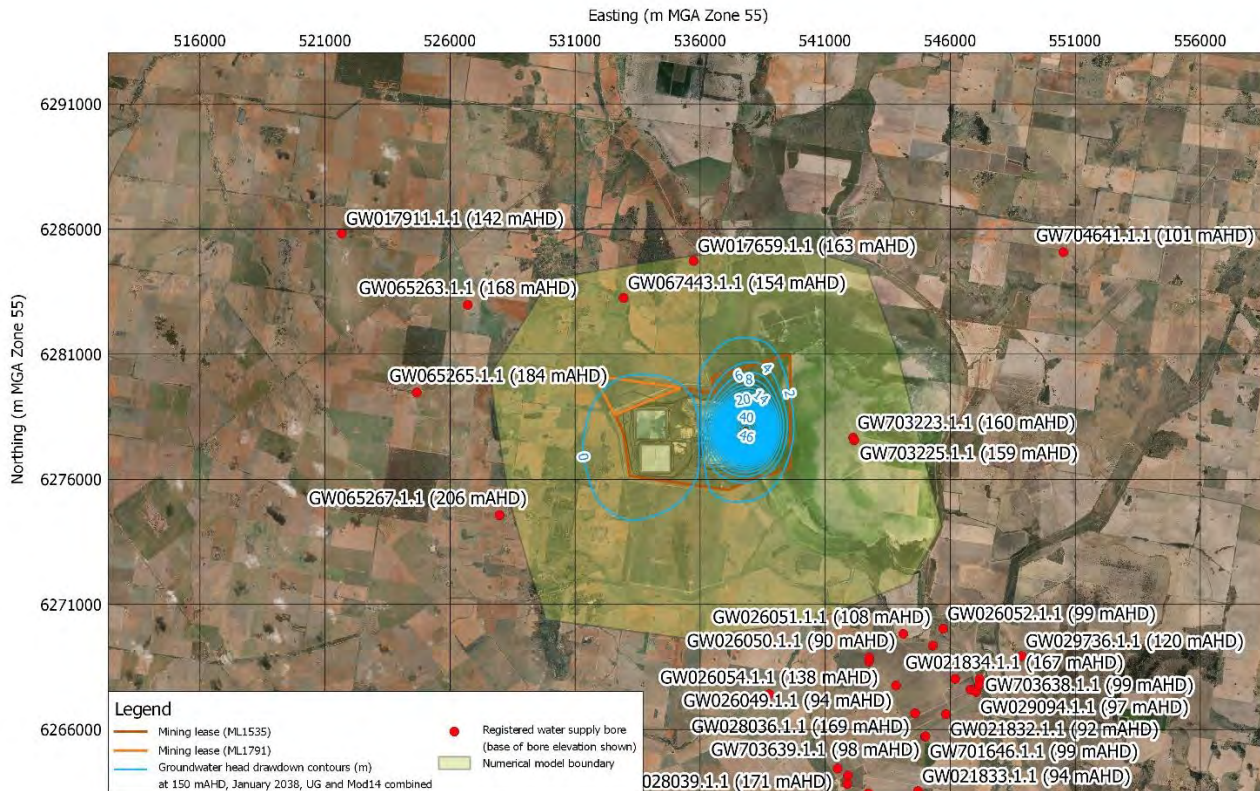 Easting (m MGA Zone 55)
516000 521000 526000 531000 536000 541000 546000 551000 556000
Northing (m MGA Zone 55)
6291000
6286000
6281000
6276000
6271000
6266000
GW017911.1.1 (142 mAHD)
GW017659.1.1 (163 mAHD)
GW704641.1.1 (101 mAHD)
GW065263.1.1 (168 mAHD)
GW067443.1.1 (154 mAHD)
GW065265.1.1 (184 mAHD)
6
8
4
2
14
20
40
46
0
GW703223.1.1 (160 mAHD)
GW703225.1.1 (159 mAHD)
GW065267.1.1 (206 mAHD)
GW026051.1.1 (108 mAHD)
GW026052.1.1 (99 mAHD)
GW026050.1.1 (90 mAHD)
GW029736.1.1 (120 mAHD)
GW021834.1.1 (167 mAHD)
GW026054.1.1 (138 mAHD)
GW703638.1.1 (99 mAHD)
GW026049.1.1 (94 mAHD)
GW029094.1.1 (97 mAHD)
GW028036.1.1 (169 mAHD)
GW021832.1.1 (92 mAHD)
GW703639.1.1 (98 mAHD)
GW701646.1.1 (99 mAHD)
028039.1.1 (171 mAHD)
GW021833.1.1 (94 mAHD)
Legend
Mining lease (ML1535)
Mining lease (ML1791)
Groundwater head drawdown contours (m)
at 150 mAHD, January 2038, UG and Mod14 combined
Registered water supply bore
(base of bore elevation shown)
Numerical model boundary